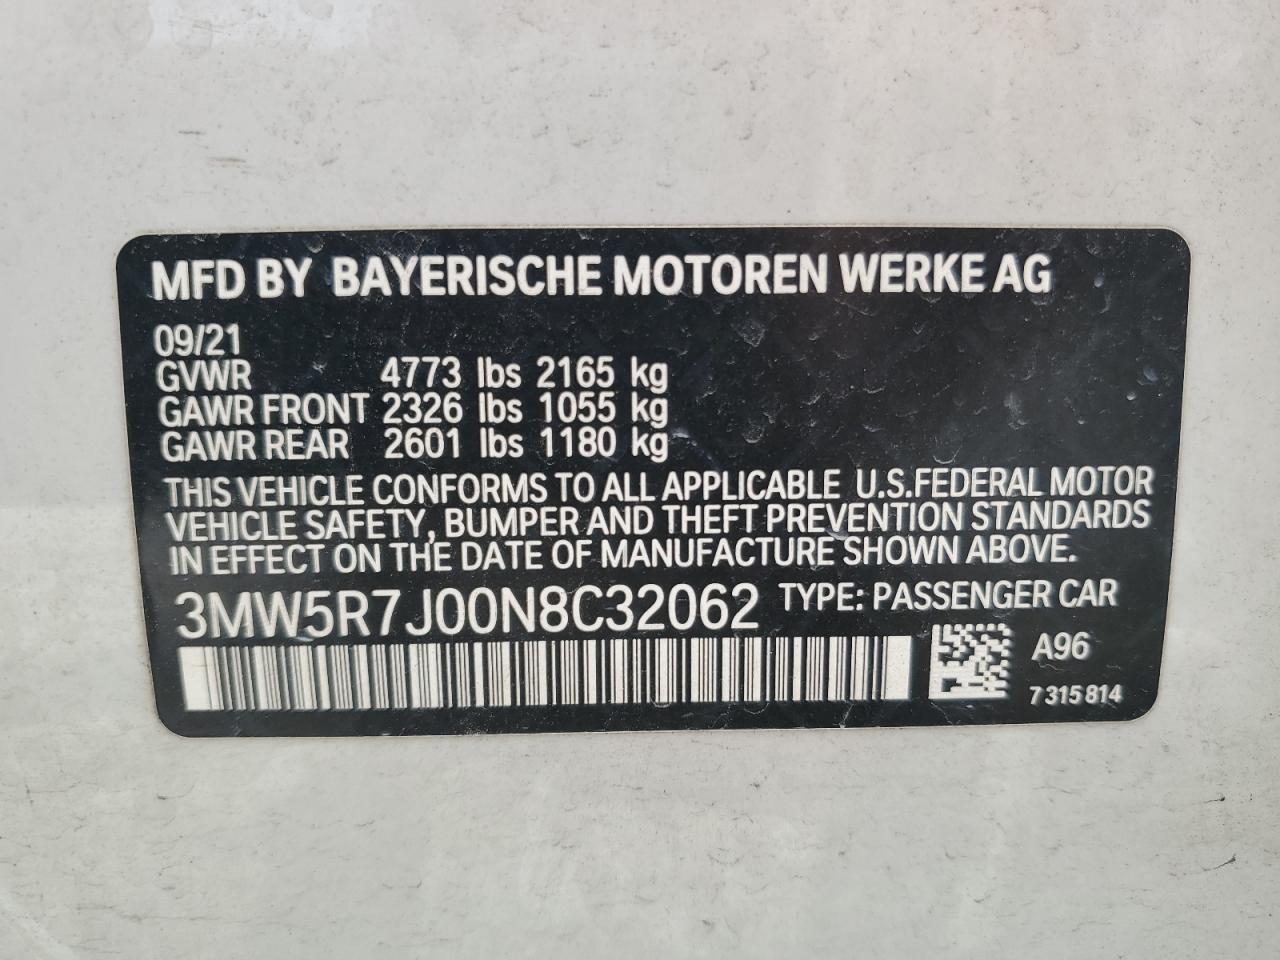 MFD BY BAYERISCHE MOTOREN WERKE AG
09/21
GVWR 4773 lbs 2165 kg
GAWR FRONT 2326 lbs 1055 kg
GAWR REAR 2601 lbs 1180 kg
THIS VEHICLE CONFORMS TO ALL APPLICABLE U.S.FEDERAL MOTOR
VEHICLE SAFETY, BUMPER AND THEFT PREVENTION STANDARDS
IN EFFECT ON THE DATE OF MANUFACTURE SHOWN ABOVE.
3MW5R7J00N8C32062 TYPE: PASSENGER CAR
A96
7 315 814